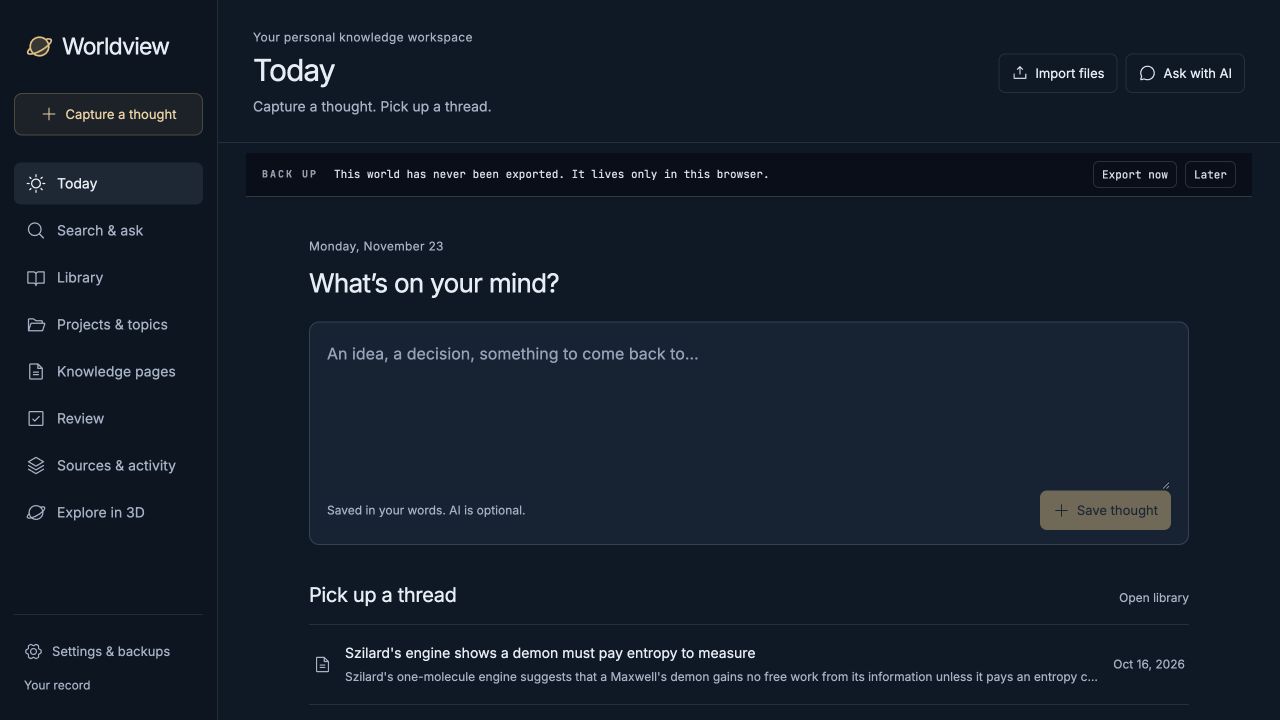 Worldview
Capture a thought
Today
Search & ask
Library
Projects & topics
Knowledge pages
Review
Sources & activity
Explore in 3D
Settings & backups
Your record
Your personal knowledge workspace
Today
Capture a thought. Pick up a thread.
Import files
Ask with AI
BACK UP This world has never been exported. It lives only in this browser.
Export now
Later
Monday, November 23
What’s on your mind?
An idea, a decision, something to come back to…
Saved in your words. AI is optional.
Save thought
Pick up a thread
Open library
Szilard's engine shows a demon must pay entropy to measure
Szilard's one-molecule engine suggests that a Maxwell's demon gains no free work from its information unless it pays an entropy c…
Oct 16, 2026